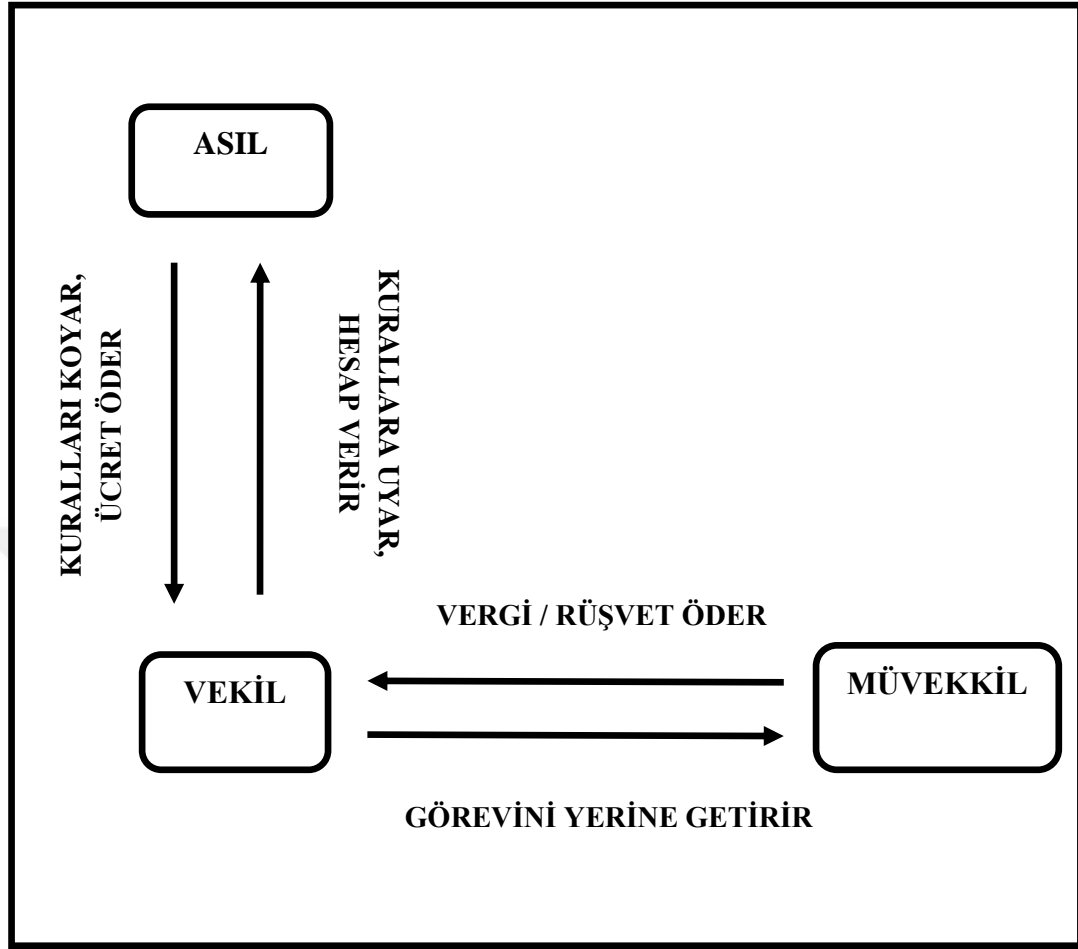 ASIL
KURALLARI KOYAR,
ÜCRET ÖDER
KURALLARA UYAR,
HESAP VERİR
VERGİ / RÜŞVET ÖDER
VEKİL
MÜVEKKİL
GÖREVİNİ YERİNE GETİRİR